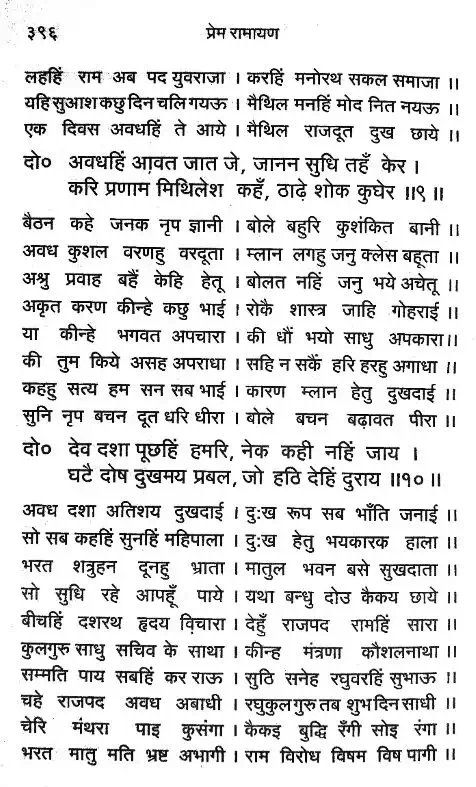 ३९६ प्रेम रामायण
लहहिं राम अब पद युवराजा । करहिं मनोरथ सकल समाजा ॥
यहि सुआश कछु दिन चलि गयऊ । मैथिल मनहिं मोद नित नयऊ ॥
एक दिवस अवधहिं ते आये । मैथिल राजदूत दुख छाये ॥
दो० अवधहिं आवत जात जे, जानन सुधि तहँ केर ।
करि प्रणाम मिथिलेश कहँ, ठाढ़े शोक कुघेर ॥९॥
बैठन कहे जनक नृप ज्ञानी । बोले बहुरि कुशंकित बानी ॥
अवध कुशल वरणहु वरदूता । म्लान लगहु जनु क्लेस बहूता ॥
अश्रु प्रवाह बहैं केहि हेतू । बोलत नहिं जनु भये अचेतू ॥
अकृत करण कीन्हे कछु भाई । रोकै शास्त्र जाहि गोहराई ॥
या कीन्हे भगवत अपचारा । की धौं भयो साधु अपकारा॥
की तुम किये असह अपराधा । सहि न सकैं हरि हरहु अगाधा ॥
कहहु सत्य हम सन सब भाई । कारण म्लान हेतु दुखदाई ॥
सुनि नृप बचन दूत धरि धीरा । बोले बचन बढ़ावत पीरा ॥
दो० देव दशा पूछहिं हमरि, नेक कही नहिं जाय ।
घटै दोष दुखमय प्रबल, जो हठि देहिं दुराय ॥१०॥
अवध दशा अतिशय दुखदाई । दुःख रूप सब भाँति जनाई ॥
सो सब कहहिं सुनहिं महिपाला । दुःख हेतु भयकारक हाला ॥
भरत शत्रुहन दूनहु भ्राता । मातुल भवन बसे सुखदाता ॥
सो सुधि रहे आपहूँ पाये । यथा बन्धु दोउ कैकय छाये ॥
बीचहिं दशरथ हृदय विचारा । देहुँ राजपद रामहिं सारा ॥
कुलगुरु साधु सचिव के साथा । कीन्ह मंत्रणा कौशलनाथा ॥
सम्मति पाय सबहिं कर राऊ । सुठि सनेह रघुवरहिं सुभाऊ ॥
चहे राजपद अवध अबाधी । रघुकुल गुरु तब शुभ दिन साधी ॥
चेरि मंथरा पाइ कुसंगा । कैकइ बुद्धि रँगी सोइ रंगा ॥
भरत मातु मति भ्रष्ट अभागी । राम विरोध विषम विष पागी ॥